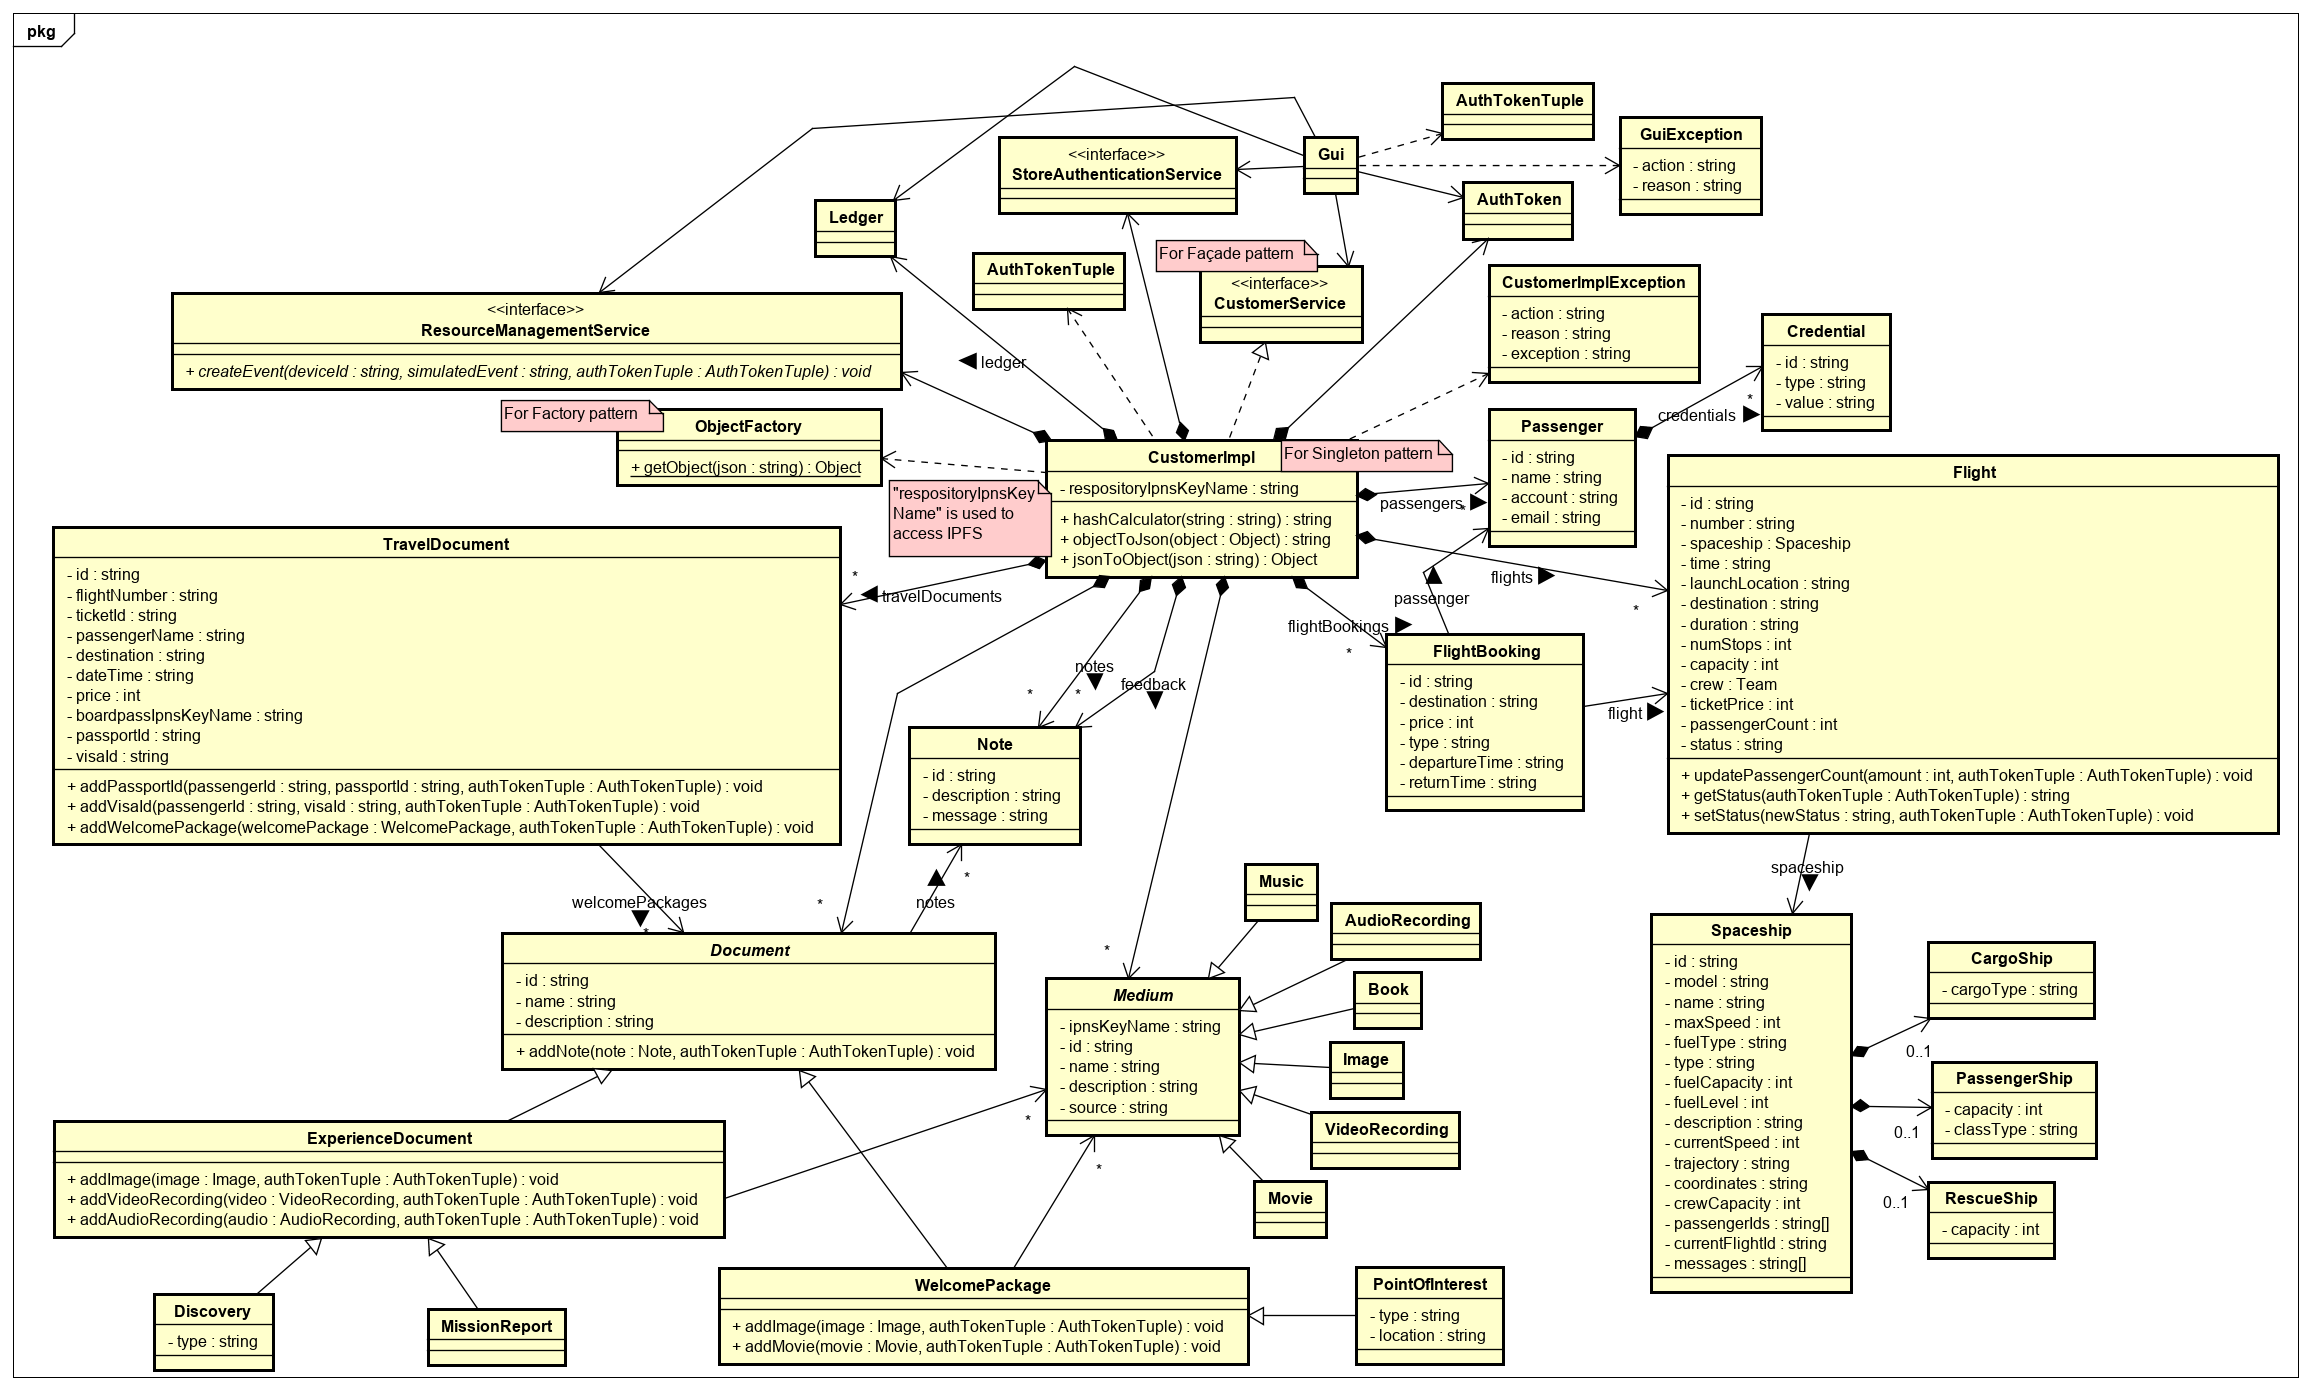 pkg
AuthTokenTuple
GuiException
- action : string
- reason : string
<<interface>>
StoreAuthenticationService
Gui
AuthToken
Ledger
For Façade pattern
<<interface>>
CustomerService
AuthTokenTuple
CustomerImplException
- action : string
- reason : string
- exception : string
<<interface>>
ResourceManagementService
+ createEvent(deviceId : string, simulatedEvent : string, authTokenTuple : AuthTokenTuple) : void
ledger
Credential
- id : string
- type : string
- value : string
*
credentials
For Factory pattern
ObjectFactory
+ getObject(json : string) : Object
CustomerImpl
- respositoryIpnsKeyName : string
+ hashCalculator(string : string) : string
+ objectToJson(object : Object) : string
+ jsonToObject(json : string) : Object
For Singleton pattern
"respositoryIpnsKey
Name" is used to
access IPFS
Passenger
- id : string
- name : string
- account : string
- email : string
passengers
*
Flight
- id : string
- number : string
- spaceship : Spaceship
- time : string
- launchLocation : string
- destination : string
- duration : string
- numStops : int
- capacity : int
- crew : Team
- ticketPrice : int
- passengerCount : int
- status : string
+ updatePassengerCount(amount : int, authTokenTuple : AuthTokenTuple) : void
+ getStatus(authTokenTuple : AuthTokenTuple) : string
+ setStatus(newStatus : string, authTokenTuple : AuthTokenTuple) : void
flights
*
passenger
flightBookings
*
TravelDocument
- id : string
- flightNumber : string
- ticketId : string
- passengerName : string
- destination : string
- dateTime : string
- price : int
- boardpassIpnsKeyName : string
- passportId : string
- visaId : string
+ addPassportId(passengerId : string, passportId : string, authTokenTuple : AuthTokenTuple) : void
+ addVisaId(passengerId : string, visaId : string, authTokenTuple : AuthTokenTuple) : void
+ addWelcomePackage(welcomePackage : WelcomePackage, authTokenTuple : AuthTokenTuple) : void
*
travelDocuments
notes
*
feedback
*
FlightBooking
- id : string
- destination : string
- price : int
- type : string
- departureTime : string
- returnTime : string
flight
Note
- id : string
- description : string
- message : string
*
notes
welcomePackages
*
*
spaceship
Document
- id : string
- name : string
- description : string
+ addNote(note : Note, authTokenTuple : AuthTokenTuple) : void
Music
AudioRecording
Book
Image
VideoRecording
Movie
*
Medium
- ipnsKeyName : string
- id : string
- name : string
- description : string
- source : string
*
*
Spaceship
- id : string
- model : string
- name : string
- maxSpeed : int
- fuelType : string
- type : string
- fuelCapacity : int
- fuelLevel : int
- description : string
- currentSpeed : int
- trajectory : string
- coordinates : string
- crewCapacity : int
- passengerIds : string[]
- currentFlightId : string
- messages : string[]
CargoShip
- cargoType : string
0..1
PassengerShip
- capacity : int
- classType : string
0..1
RescueShip
- capacity : int
0..1
ExperienceDocument
+ addImage(image : Image, authTokenTuple : AuthTokenTuple) : void
+ addVideoRecording(video : VideoRecording, authTokenTuple : AuthTokenTuple) : void
+ addAudioRecording(audio : AudioRecording, authTokenTuple : AuthTokenTuple) : void
Discovery
- type : string
MissionReport
WelcomePackage
+ addImage(image : Image, authTokenTuple : AuthTokenTuple) : void
+ addMovie(movie : Movie, authTokenTuple : AuthTokenTuple) : void
PointOfInterest
- type : string
- location : string